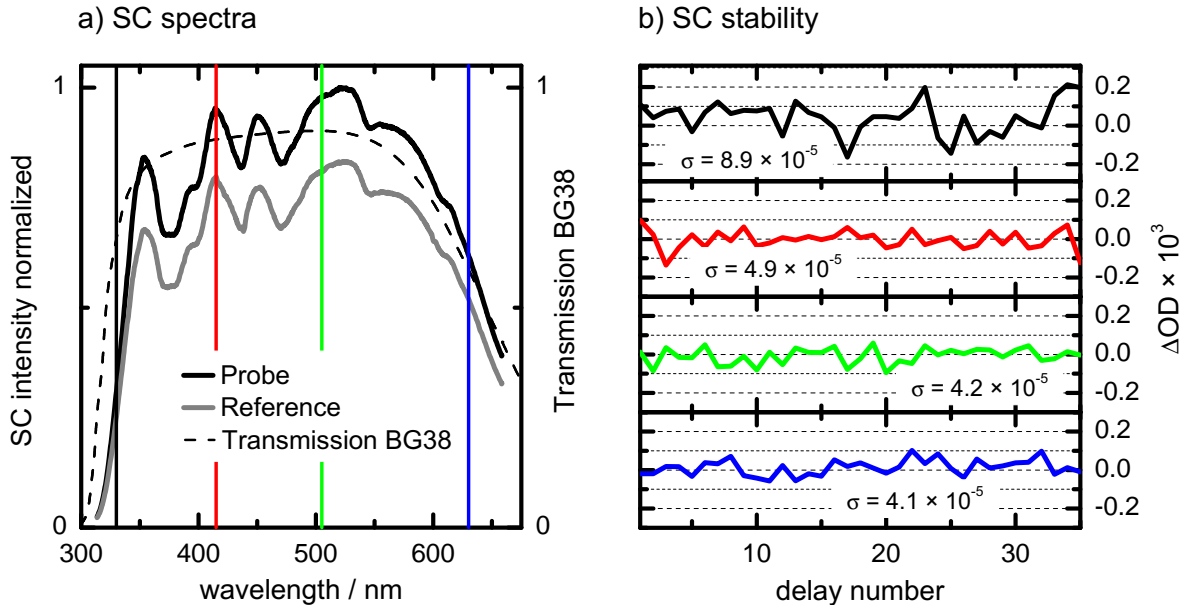 a) SC spectra
SC intensity normalized
1
0
300
400
500
600
wavelength / nm
Probe
Reference
Transmission BG38
1
0
Transmission BG38
b) SC stability
σ = 8.9 × 10⁻⁵
σ = 4.9 × 10⁻⁵
σ = 4.2 × 10⁻⁵
σ = 4.1 × 10⁻⁵
0.2
0.0
-0.2
0.2
0.0
-0.2
0.2
0.0
-0.2
0.2
0.0
-0.2
ΔOD × 10³
10
20
30
delay number